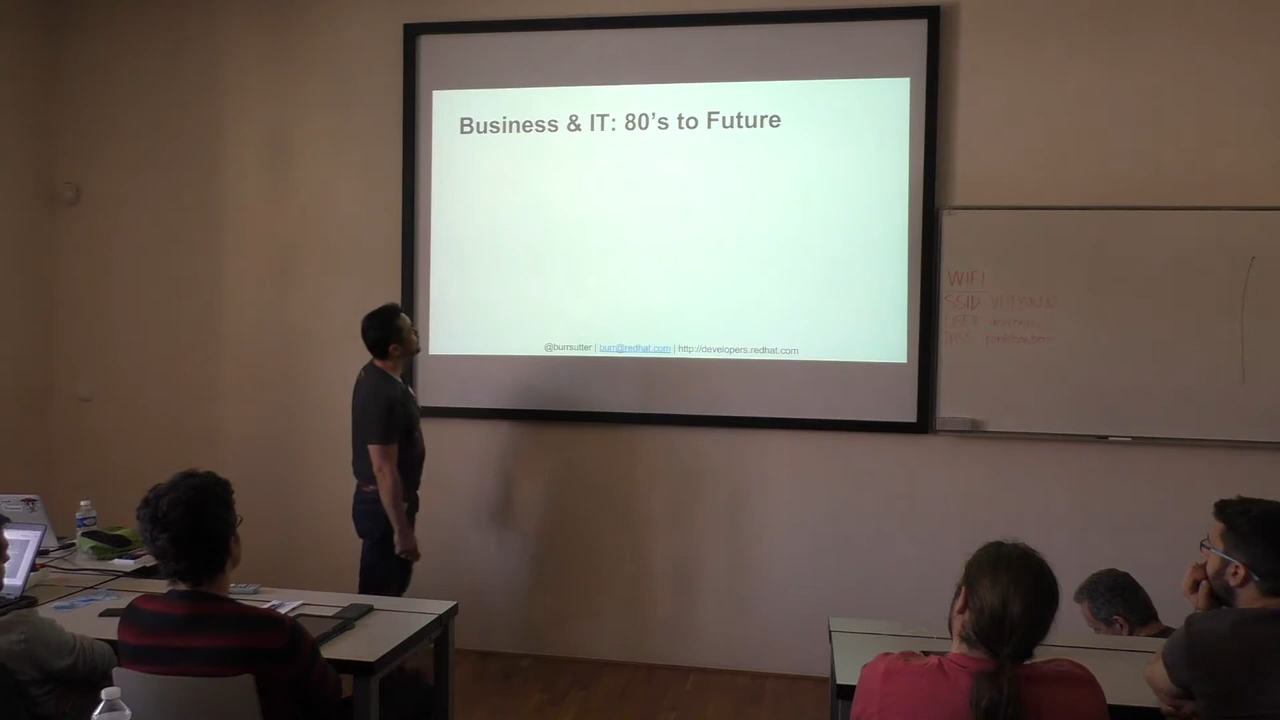 Business & IT: 80's to Future
@burrsutter | burr@redhat.com | http://developers.redhat.com
WIFI
SSID